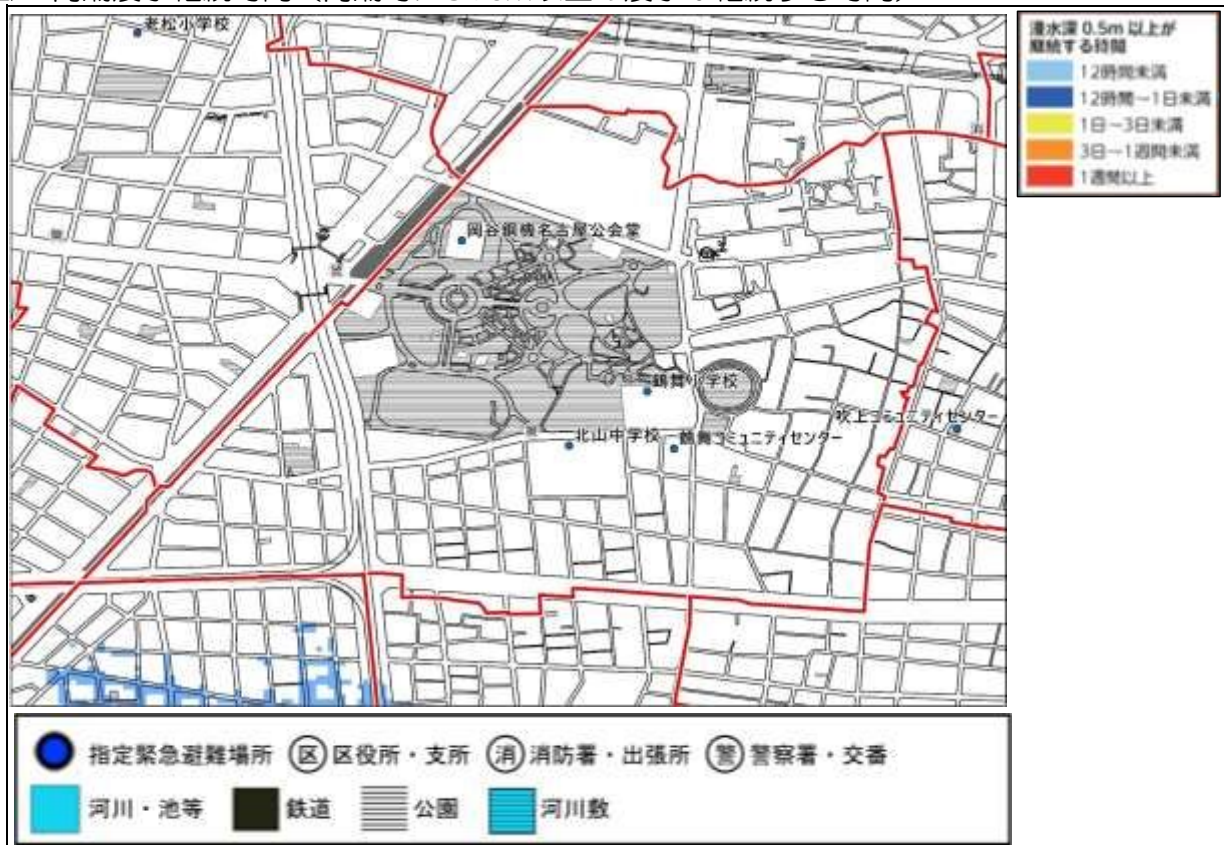 老松小学校
浸水深 0.5m 以上が
継続する時間
12時間未満
12時間〜1日未満
1日〜3日未満
3日〜1週間未満
1週間以上
岡谷鋼機名古屋公会堂
鶴舞小学校
吹上コミュニティセンター
北山中学校
鶴舞コミュニティセンター
指定緊急避難場所 区 区役所・支所 消 消防署・出張所 警 警察署・交番
河川・池等 鉄道 公園 河川敷